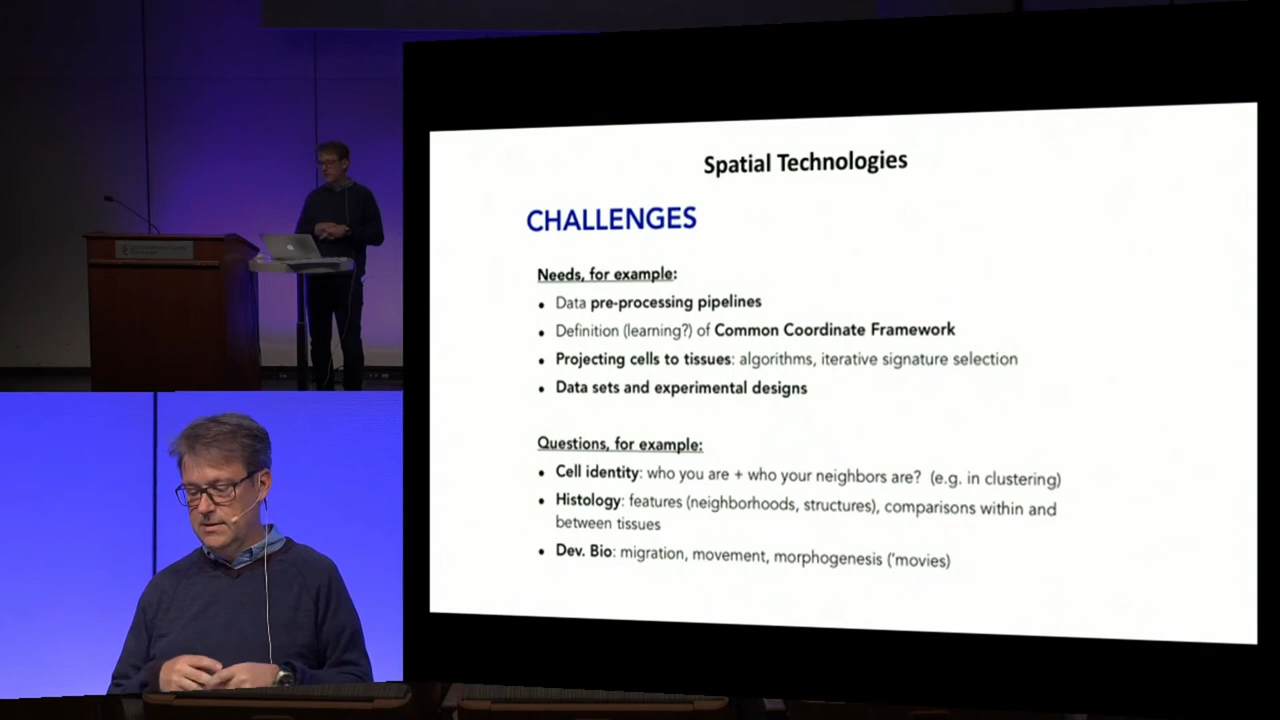 Spatial Technologies
CHALLENGES
Needs, for example:
• Data pre-processing pipelines
• Definition (learning?) of Common Coordinate Framework
• Projecting cells to tissues: algorithms, iterative signature selection
• Data sets and experimental designs
Questions, for example:
• Cell identity: who you are + who your neighbors are? (e.g. in clustering)
• Histology: features (neighborhoods, structures), comparisons within and
between tissues
• Dev. Bio: migration, movement, morphogenesis ('movies)